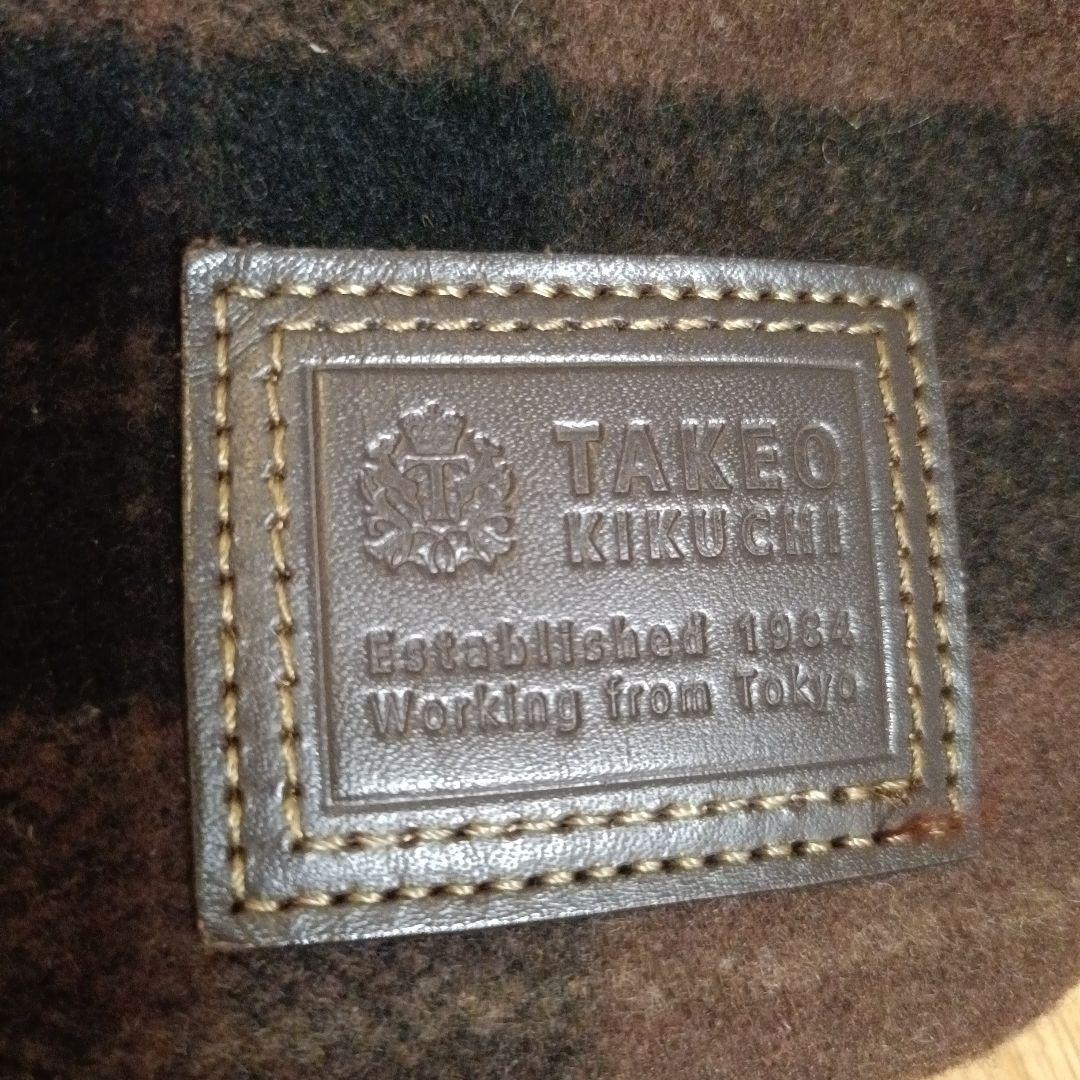 T
TAKEO
KIKUCHI
Established 1984
Working from Tokyo